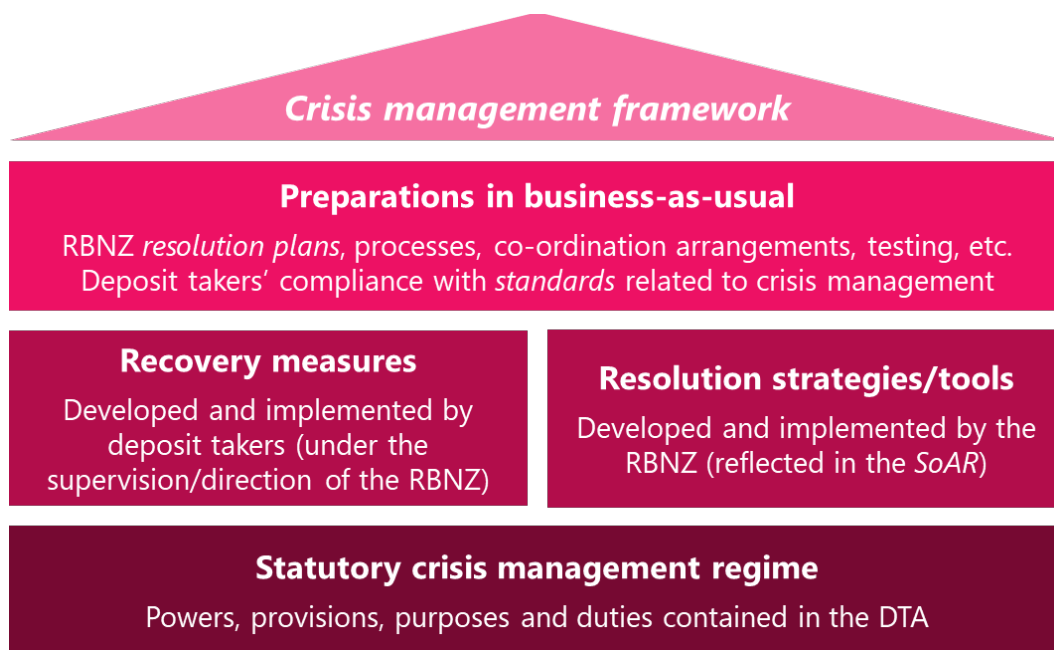 Crisis management framework
Preparations in business-as-usual
RBNZ resolution plans, processes, co-ordination arrangements, testing, etc.
Deposit takers’ compliance with standards related to crisis management
Recovery measures
Developed and implemented by
deposit takers (under the
supervision/direction of the RBNZ)
Resolution strategies/tools
Developed and implemented by the
RBNZ (reflected in the SoAR)
Statutory crisis management regime
Powers, provisions, purposes and duties contained in the DTA